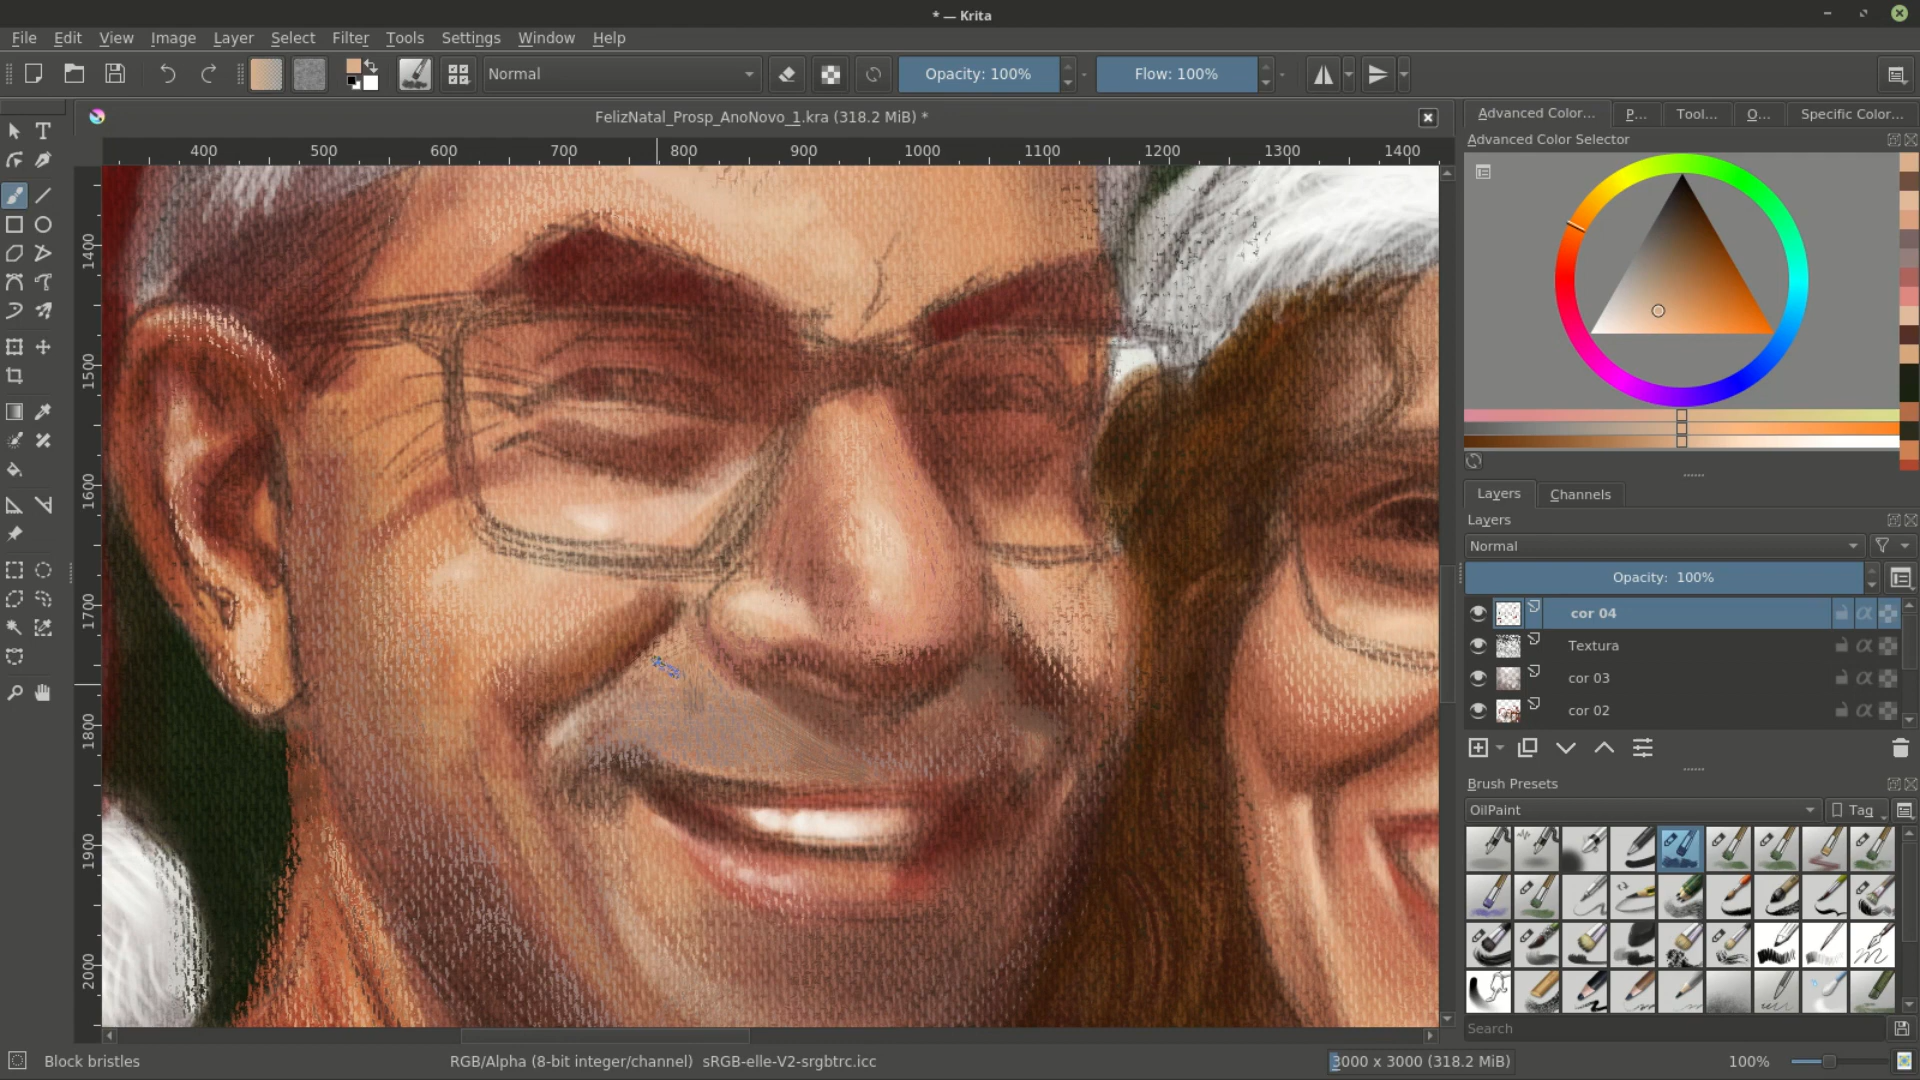 * — Krita
File Edit View Image Layer Select Filter Tools Settings Window Help
Normal Opacity: 100% Flow: 100%
FelizNatal_Prosp_AnoNovo_1.kra (318.2 MiB) *
Advanced Color... P... Tool... O... Specific Color...
Advanced Color Selector
400 500 600 700 800 900 1000 1100 1200 1300 1400
1400
1500
1600
1700
1800
1900
2000
Layers Channels
Layers
Normal
Opacity: 100%
cor 04
Textura
cor 03
cor 02
Brush Presets
OilPaint Tag
Search
Block bristles RGB/Alpha (8-bit integer/channel) sRGB-elle-V2-srgbtrc.icc 3000 x 3000 (318.2 MiB) 100%